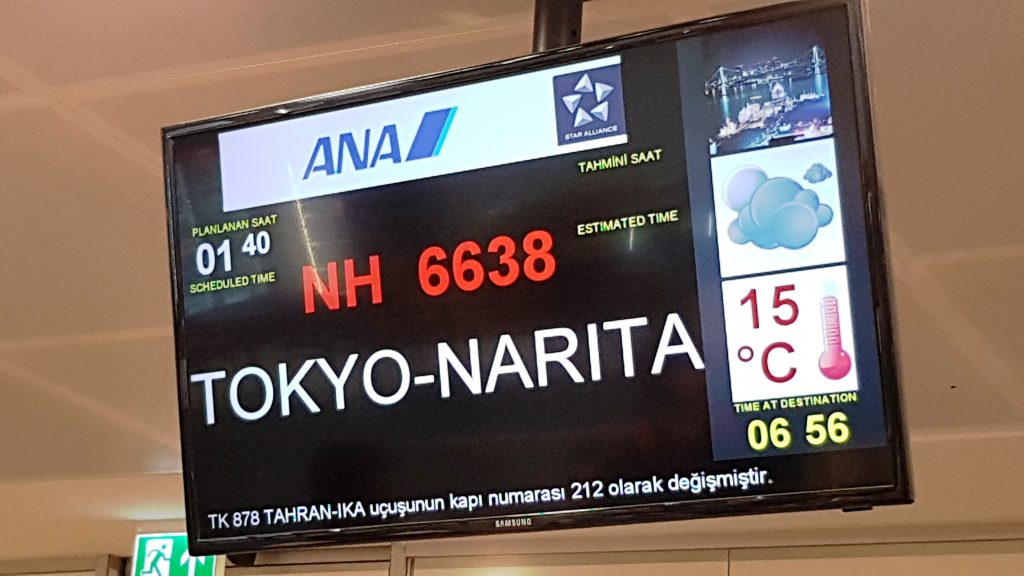 ANA
STAR ALLIANCE
TAHMİNİ SAAT
PLANLANAN SAAT
01 40
SCHEDULED TIME
ESTIMATED TIME
NH 6638
TOKYO-NARITA
15
°C
TIME AT DESTINATION
06 56
TK 878 TAHRAN-IKA uçuşunun kapı numarası 212 olarak değişmiştir.
SAMSUNG